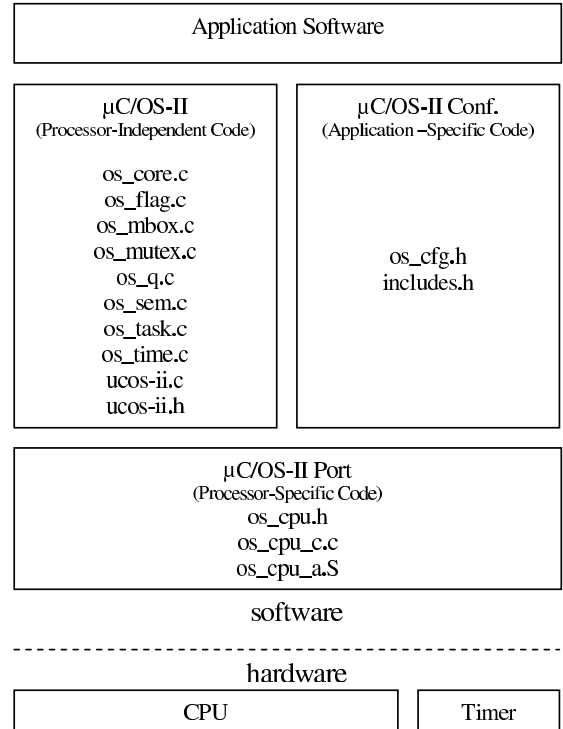 Application Software
µC/OS-II
(Processor-Independent Code)
os_core.c
os_flag.c
os_mbox.c
os_mutex.c
os_q.c
os_sem.c
os_task.c
os_time.c
ucos-ii.c
ucos-ii.h
µC/OS-II Conf.
(Application –Specific Code)
os_cfg.h
includes.h
µC/OS-II Port
(Processor-Specific Code)
os_cpu.h
os_cpu_c.c
os_cpu_a.S
software
hardware
CPU
Timer